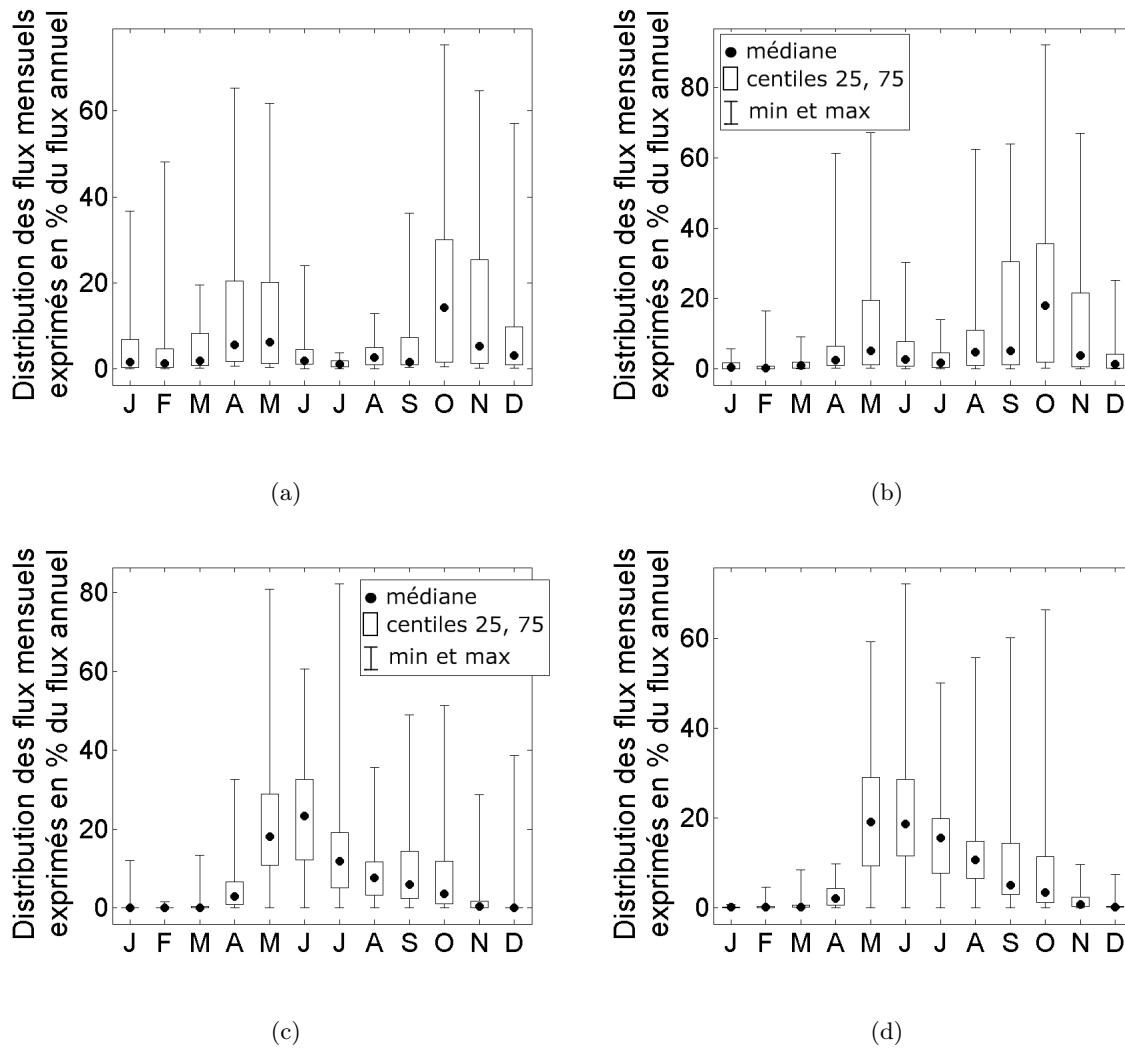 Distribution des flux mensuels
exprimés en % du flux annuel
60
40
20
0
J F M A M J J A S O N D
(a)
Distribution des flux mensuels
exprimés en % du flux annuel
80
60
40
20
0
médiane
centiles 25, 75
min et max
J F M A M J J A S O N D
(b)
Distribution des flux mensuels
exprimés en % du flux annuel
80
60
40
20
0
médiane
centiles 25, 75
min et max
J F M A M J J A S O N D
(c)
Distribution des flux mensuels
exprimés en % du flux annuel
60
40
20
0
J F M A M J J A S O N D
(d)